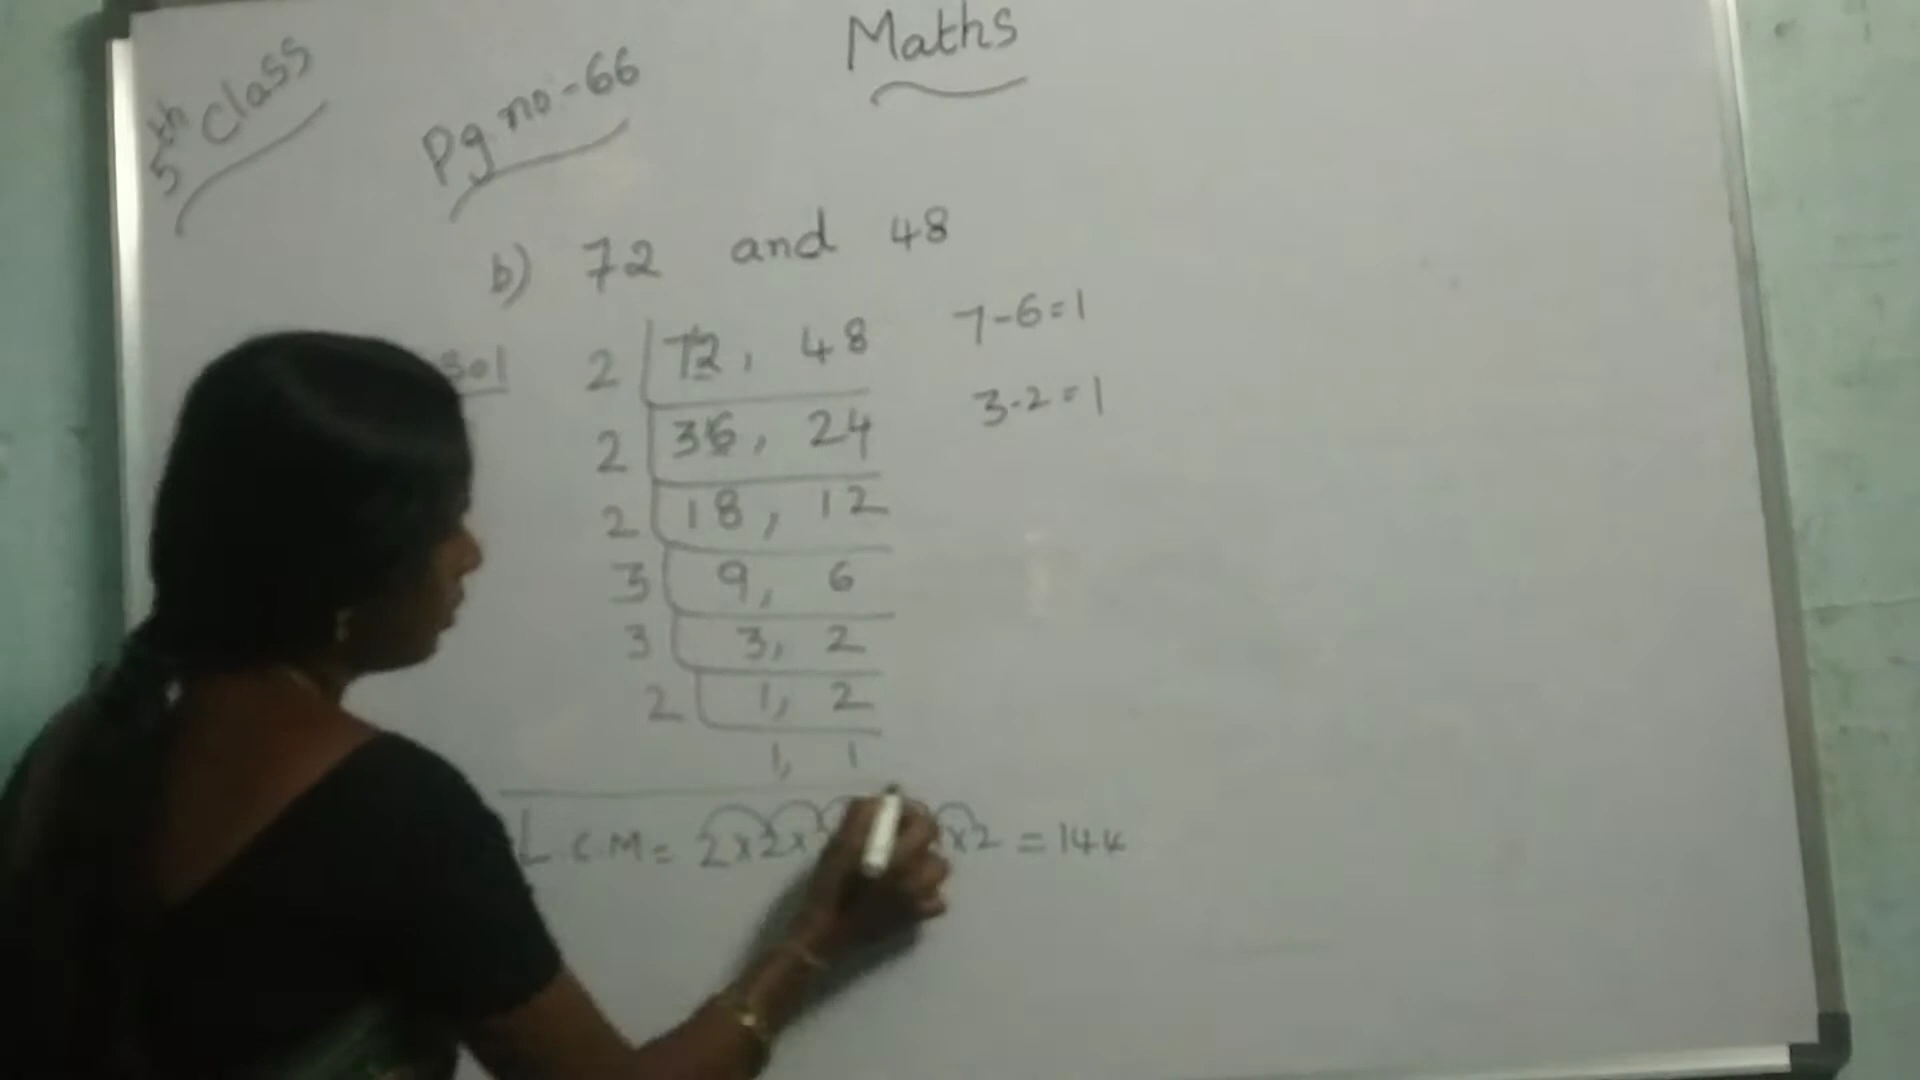 Maths
5th Class
Pg no-66
b) 72 and 48
Sol 2 72, 48 7-6=1
2 36, 24 3-2=1
2 18, 12
3 9, 6
3 3, 2
2 1, 2
1, 1
L.C.M= 2x2x x2 = 144